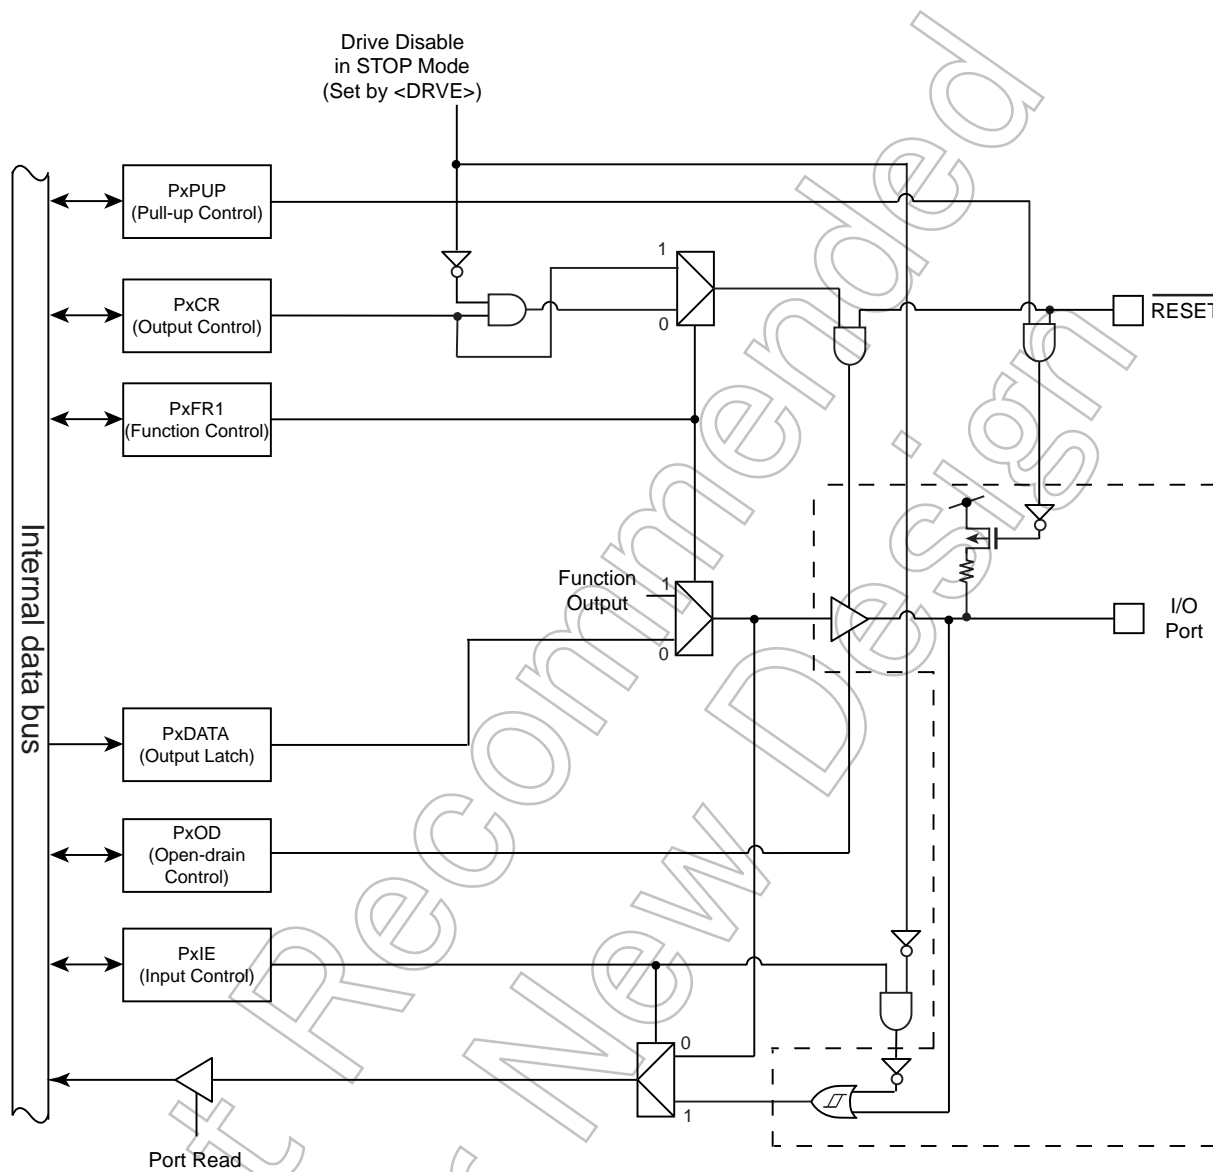 Drive Disable
in STOP Mode
(Set by <DRVE>)
PxPUP
(Pull-up Control)
1
PxCR
(Output Control)
0
RESET
PxFR1
(Function Control)
Internal data bus
Function
Output
1
0
I/O
Port
PxDATA
(Output Latch)
PxOD
(Open-drain
Control)
PxIE
(Input Control)
0
1
Port Read
Recommended
New Design